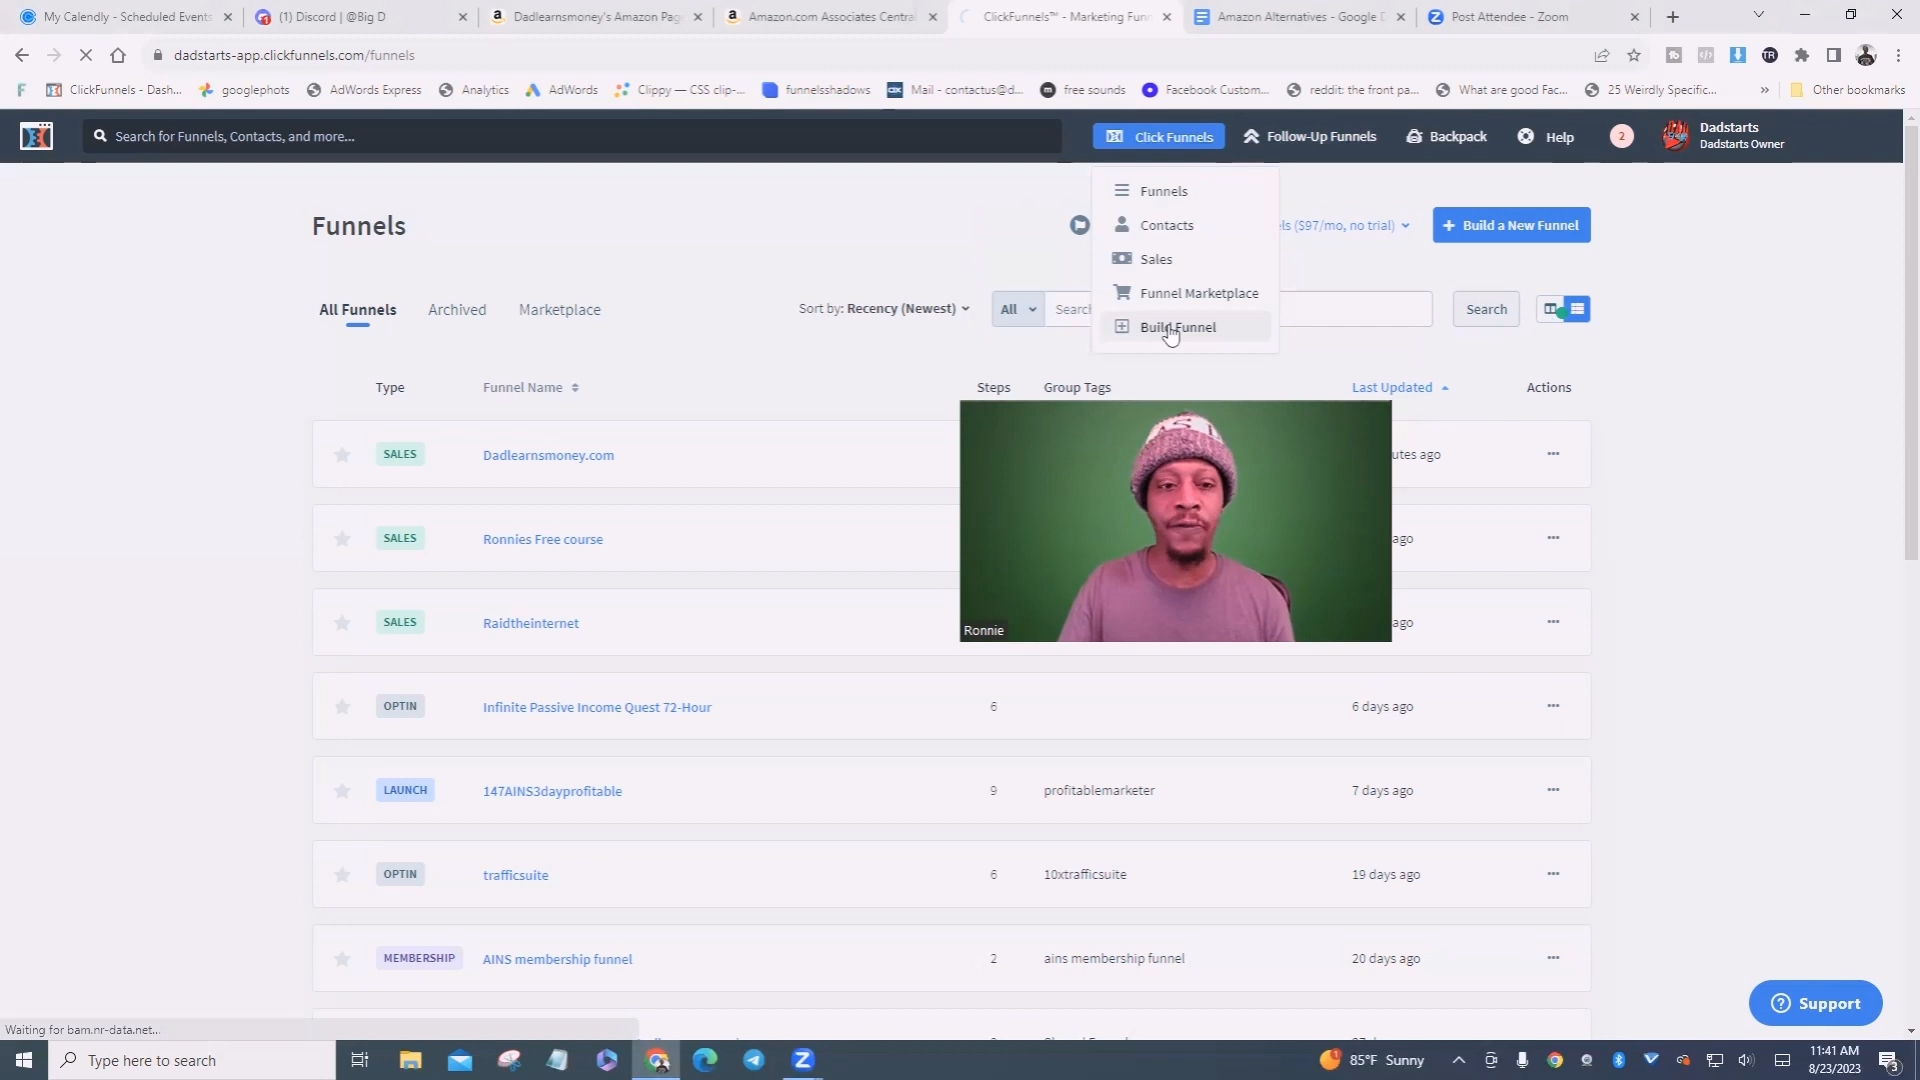 My Calendly - Scheduled Events
(1) Discord | @Big D
Dadlearnsmoney's Amazon Pag
Amazon.com Associates Central
ClickFunnels™ - Marketing Funn
Amazon Alternatives - Google D
Post Attendee - Zoom
dadstarts-app.clickfunnels.com/funnels
ClickFunnels - Dash...
googlephots
AdWords Express
Analytics
AdWords
Clippy — CSS clip-...
funnelsshadows
Mail - contactus@d...
free sounds
Facebook Custom...
reddit: the front pa...
What are good Fac...
25 Weirdly Specific...
Other bookmarks
Search for Funnels, Contacts, and more...
Click Funnels
Follow-Up Funnels
Backpack
Help
2
Dadstarts
Dadstarts Owner
Funnels
Contacts
Sales
Funnel Marketplace
Build Funnel
Funnels
els ($97/mo, no trial)
+ Build a New Funnel
All Funnels
Archived
Marketplace
Sort by: Recency (Newest)
All
Search
Search
Type
Funnel Name
Steps
Group Tags
Last Updated
Actions
SALES
Dadlearnsmoney.com
utes ago
SALES
Ronnies Free course
ago
SALES
Raidtheinternet
ago
Ronnie
OPTIN
Infinite Passive Income Quest 72-Hour
6
6 days ago
LAUNCH
147AINS3dayprofitable
9
profitablemarketer
7 days ago
OPTIN
trafficsuite
6
10xtrafficsuite
19 days ago
MEMBERSHIP
AINS membership funnel
2
ains membership funnel
20 days ago
Support
Waiting for bam.nr-data.net...
Type here to search
85°F Sunny
11:41 AM
8/23/2023
3